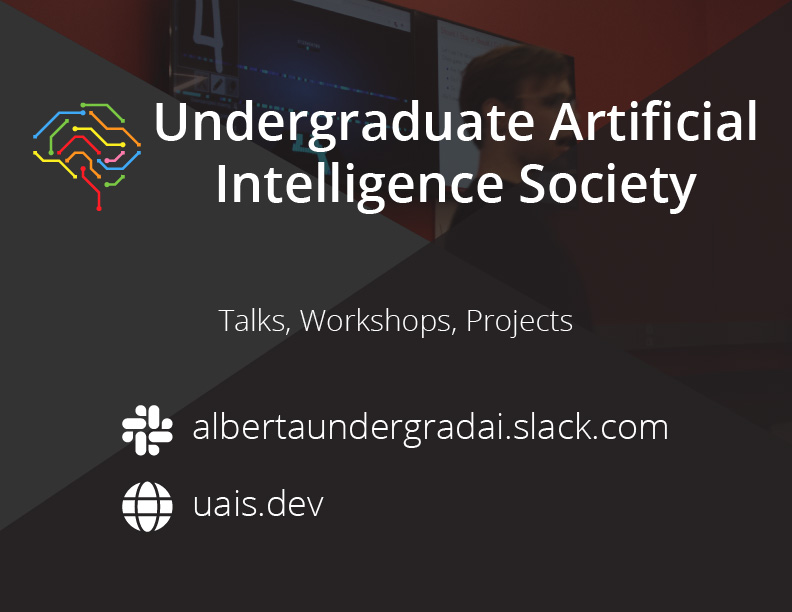 Undergraduate Artificial
Intelligence Society
Talks, Workshops, Projects
albertaundergradai.slack.com
uais.dev